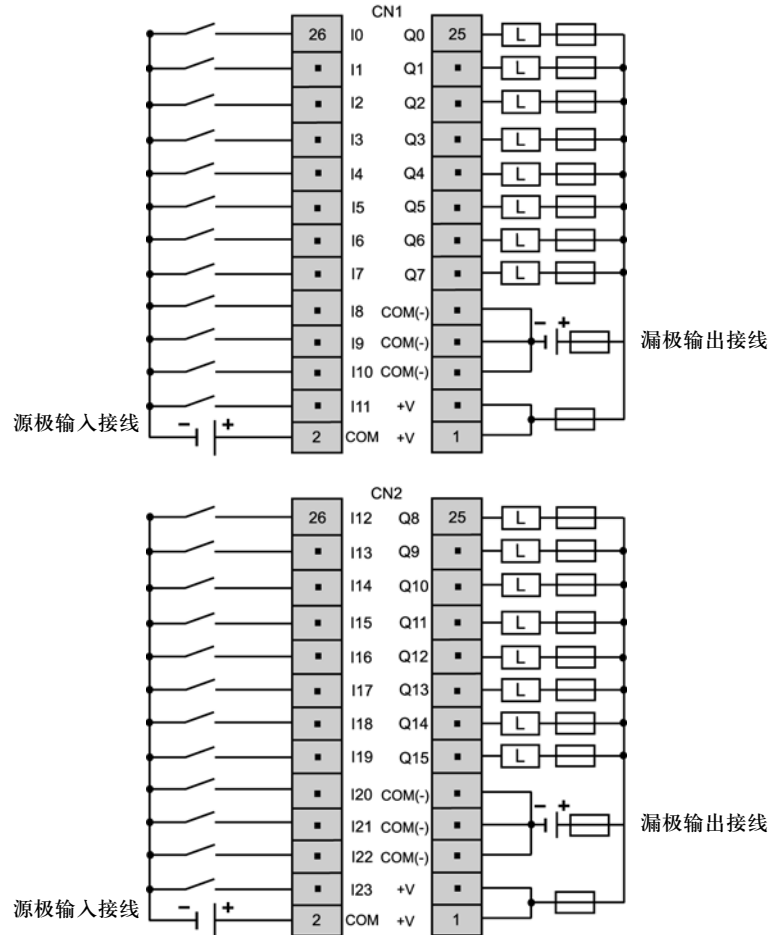 CN1
26 I0 Q0 25 L
I1 Q1 L
I2 Q2 L
I3 Q3 L
I4 Q4 L
I5 Q5 L
I6 Q6 L
I7 Q7 L
I8 COM(-)
I9 COM(-) - + 漏极输出接线
I10 COM(-)
I11 +V
源极输入接线 - + 2 COM +V 1
CN2
26 I12 Q8 25 L
I13 Q9 L
I14 Q10 L
I15 Q11 L
I16 Q12 L
I17 Q13 L
I18 Q14 L
I19 Q15 L
I20 COM(-)
I21 COM(-) - + 漏极输出接线
I22 COM(-)
I23 +V
源极输入接线 - + 2 COM +V 1